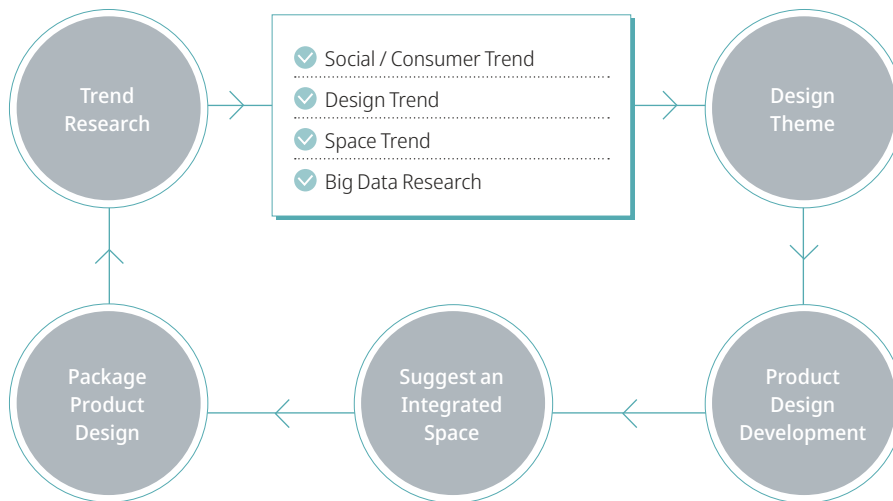 Trend
Research
Social / Consumer Trend
Design Trend
Space Trend
Big Data Research
Design
Theme
Package
Product
Design
Suggest an
Integrated
Space
Product
Design
Development